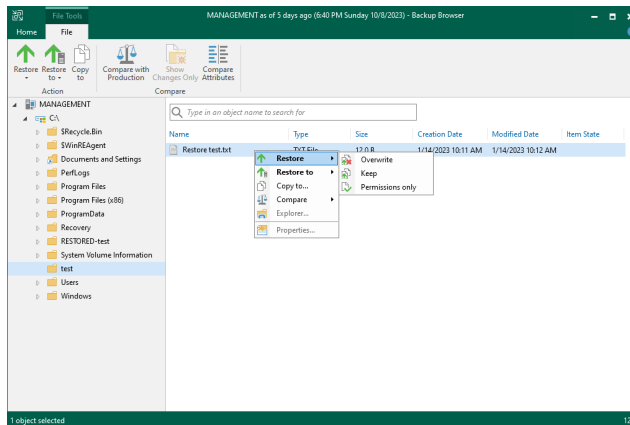 File Tools
MANAGEMENT as of 5 days ago (6:40 PM Sunday 10/8/2023) - Backup Browser
Home File
Restore Restore to Copy to Compare with Production Show Changes Only Compare Attributes
Action Compare
MANAGEMENT
C:\
$Recycle.Bin
$WinREAgent
Documents and Settings
PerfLogs
Program Files
Program Files (x86)
ProgramData
Recovery
RESTORED-test
System Volume Information
test
Users
Windows
Type in an object name to search for
Name Type Size Creation Date Modified Date Item State
Restore test.txt TXT File 12.0 B 1/14/2023 10:11 AM 1/14/2023 10:12 AM
Restore Overwrite
Restore to Keep
Copy to... Permissions only
Compare
Explorer...
Properties...
1 object selected